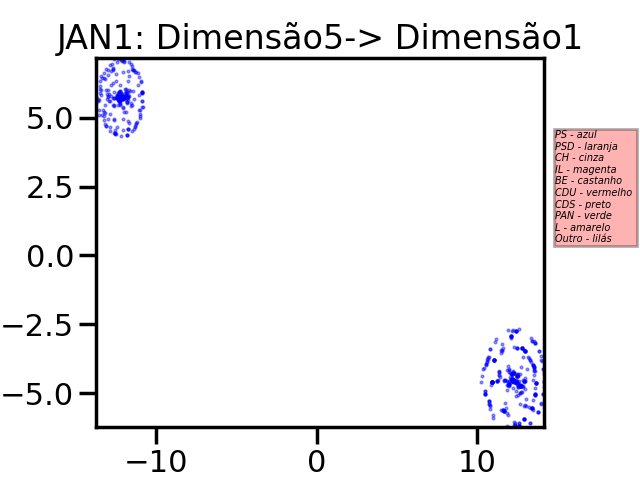 JAN1: Dimensão5-> Dimensão1
5.0
2.5
0.0
−2.5
−5.0
−10
0
10
PS - azul
PSD - laranja
CH - cinza
IL - magenta
BE - castanho
CDU - vermelho
CDS - preto
PAN - verde
L - amarelo
Outro - lilás